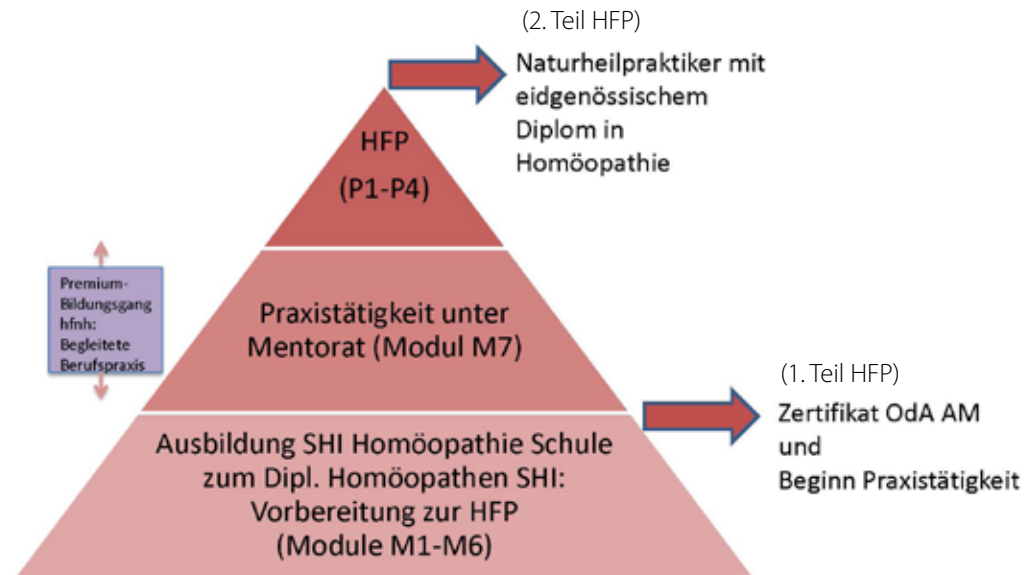 (2. Teil HFP)
Naturheilpraktiker mit
eidgenössischem
Diplom in
Homöopathie
HFP
(P1-P4)
Premium-
Bildungsgang
hfnh:
Begleitete
Berufspraxis
Praxistätigkeit unter
Mentorat (Modul M7)
(1. Teil HFP)
Zertifikat OdA AM
und
Beginn Praxistätigkeit
Ausbildung SHI Homöopathie Schule
zum Dipl. Homöopathen SHI:
Vorbereitung zur HFP
(Module M1-M6)